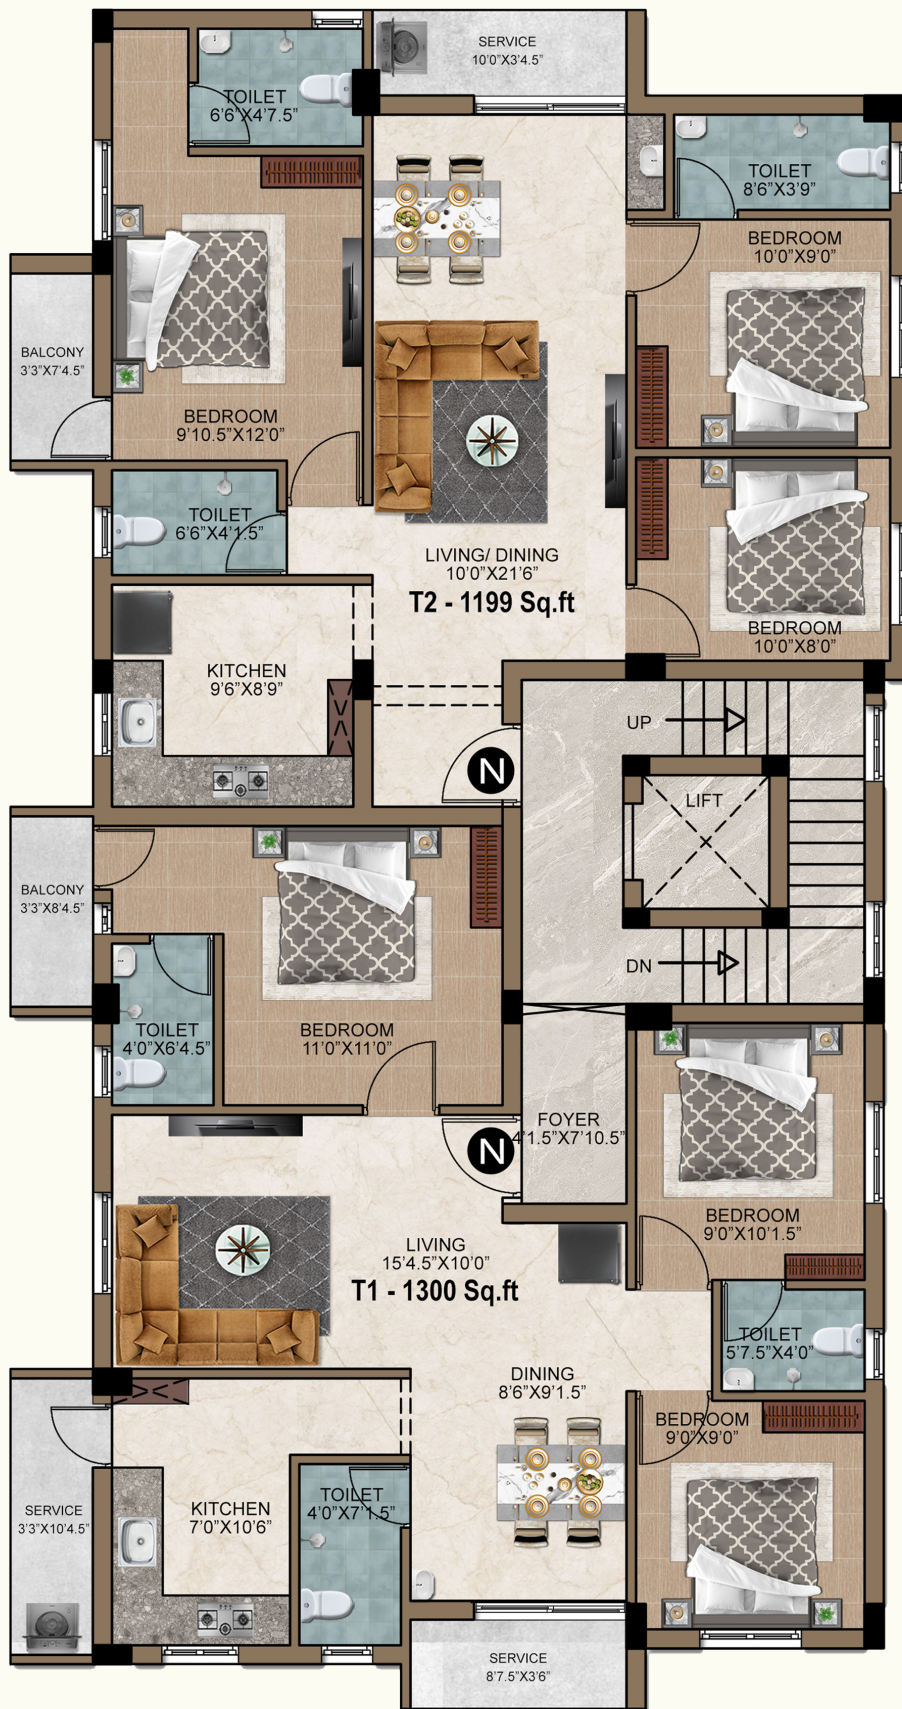 SERVICE
10'0"X3'4.5"
TOILET
6'6"X4'7.5"
TOILET
8'6"X3'9"
BEDROOM
10'0"X9'0"
BALCONY
3'3"X7'4.5"
BEDROOM
9'10.5"X12'0"
TOILET
6'6"X4'1.5"
LIVING/ DINING
10'0"X21'6"
T2 - 1199 Sq.ft
BEDROOM
10'0"X8'0"
KITCHEN
9'6"X8'9"
UP
N
LIFT
BALCONY
3'3"X8'4.5"
DN
TOILET
4'0"X6'4.5"
BEDROOM
11'0"X11'0"
FOYER
4'1.5"X7'10.5"
N
BEDROOM
9'0"X10'1.5"
LIVING
15'4.5"X10'0"
T1 - 1300 Sq.ft
TOILET
5'7.5"X4'0"
DINING
8'6"X9'1.5"
BEDROOM
9'0"X9'0"
SERVICE
3'3"X10'4.5"
KITCHEN
7'0"X10'6"
TOILET
4'0"X7'1.5"
SERVICE
8'7.5"X3'6"